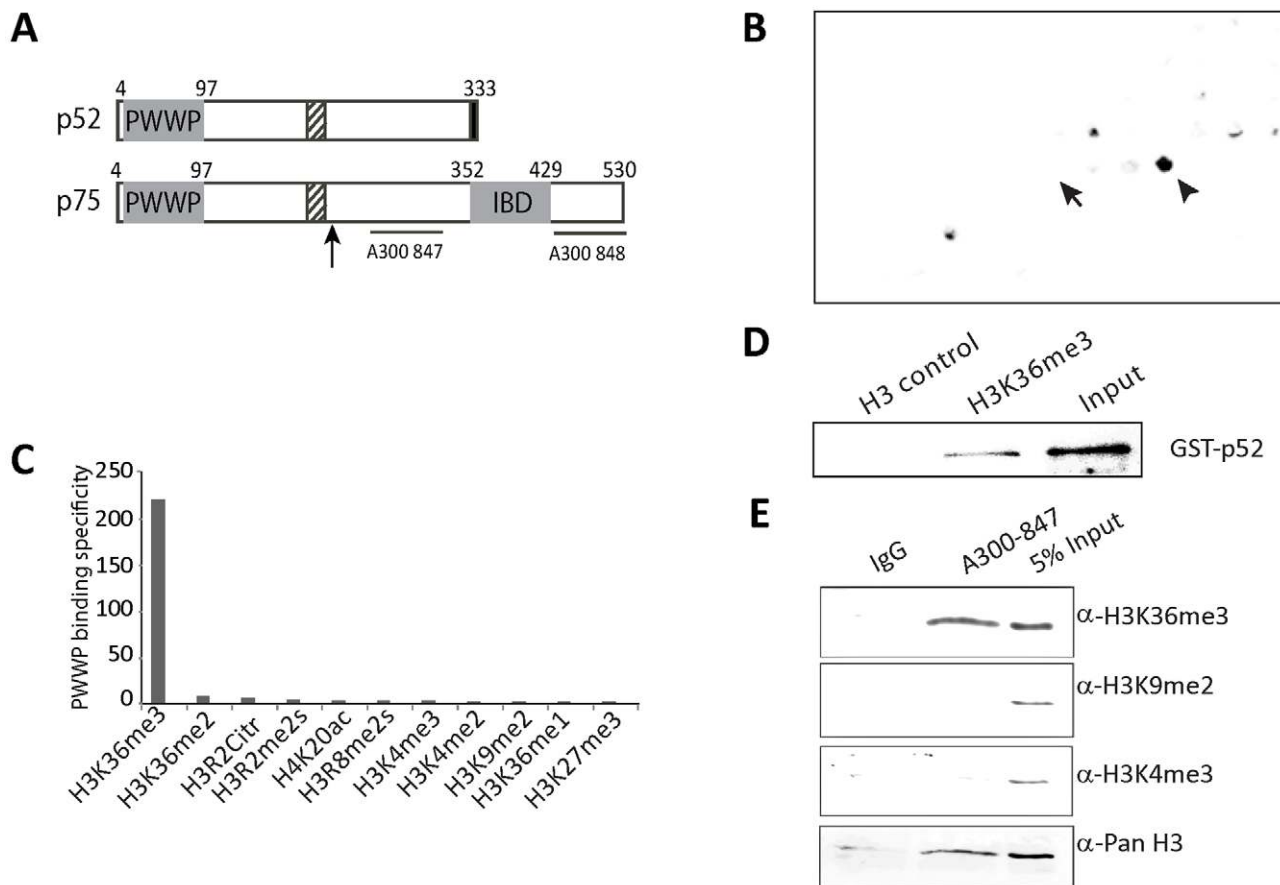 A
4 97 333
p52 PWWP
4 97 352 429 530
p75 PWWP IBD
A300 847 A300 848
B
C
PWWP binding specificity
250
200
150
100
50
0
H3K36me3
H3K36me2
H3R2Citr
H3R2me2s
H4K20ac
H3R8me2s
H3K4me3
H3K4me2
H3K9me2
H3K36me1
H3K27me3
D
H3 control
H3K36me3
Input
GST-p52
E
IgG
A300-847
5% Input
α-H3K36me3
α-H3K9me2
α-H3K4me3
α-Pan H3